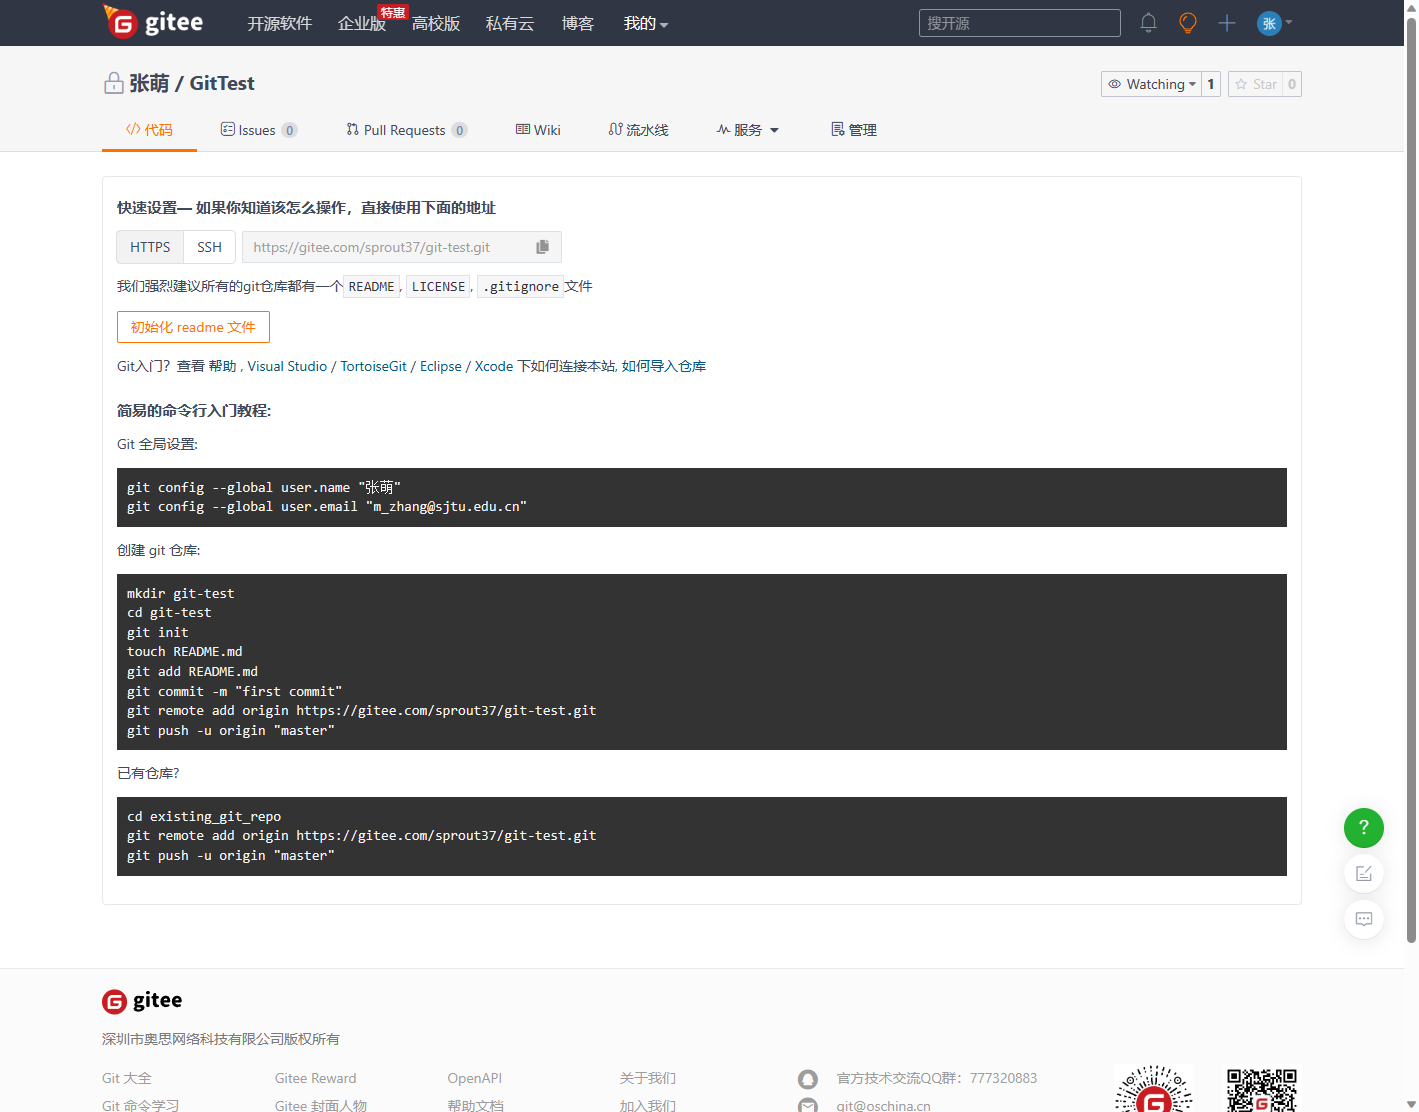 gitee 开源软件 企业版 特惠 高校版 私有云 博客 我的 搜开源 张
张萌 / GitTest Watching 1 Star 0
代码 Issues 0 Pull Requests 0 Wiki 流水线 服务 管理
快速设置— 如果你知道该怎么操作，直接使用下面的地址
HTTPS SSH https://gitee.com/sprout37/git-test.git
我们强烈建议所有的git仓库都有一个 README, LICENSE, .gitignore 文件
初始化 readme 文件
Git入门？查看 帮助 , Visual Studio / TortoiseGit / Eclipse / Xcode 下如何连接本站, 如何导入仓库
简易的命令行入门教程:
Git 全局设置:
git config --global user.name "张萌"
git config --global user.email "m_zhang@sjtu.edu.cn"
创建 git 仓库:
mkdir git-test
cd git-test
git init
touch README.md
git add README.md
git commit -m "first commit"
git remote add origin https://gitee.com/sprout37/git-test.git
git push -u origin "master"
已有仓库?
cd existing_git_repo
git remote add origin https://gitee.com/sprout37/git-test.git
git push -u origin "master"
?
gitee
深圳市奥思网络科技有限公司版权所有
Git 大全 Gitee Reward OpenAPI 关于我们 官方技术交流QQ群：777320883
Git 命令学习 Gitee 封面人物 帮助文档 加入我们 git@oschina.cn